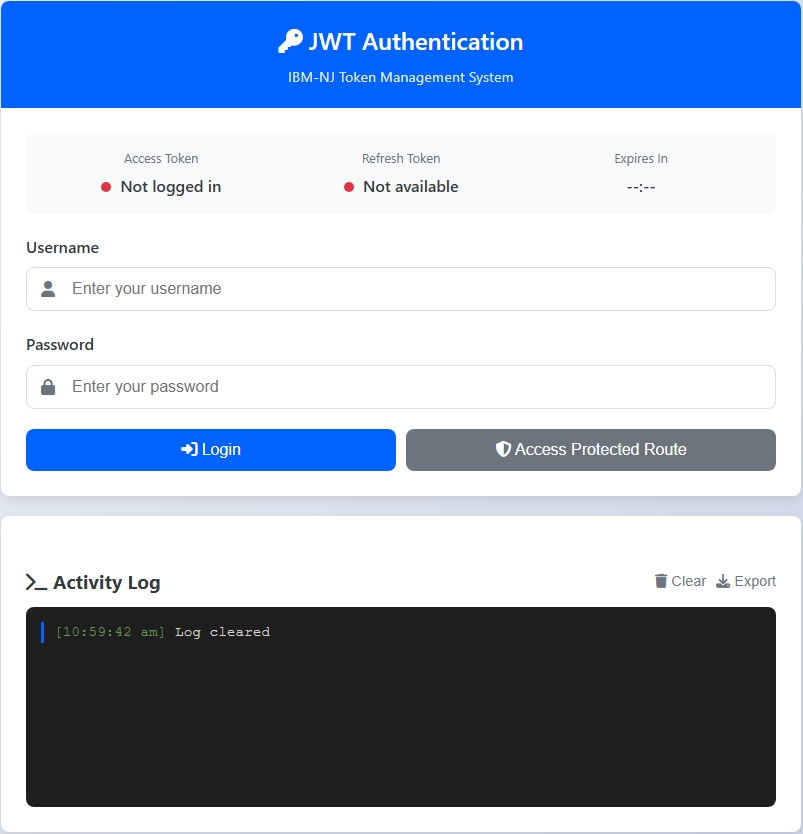 JWT Authentication
IBM-NJ Token Management System
Access Token
Refresh Token
Expires In
Not logged in
Not available
--:--
Username
Enter your username
Password
Enter your password
Login
Access Protected Route
Activity Log
Clear
Export
[10:59:42 am] Log cleared